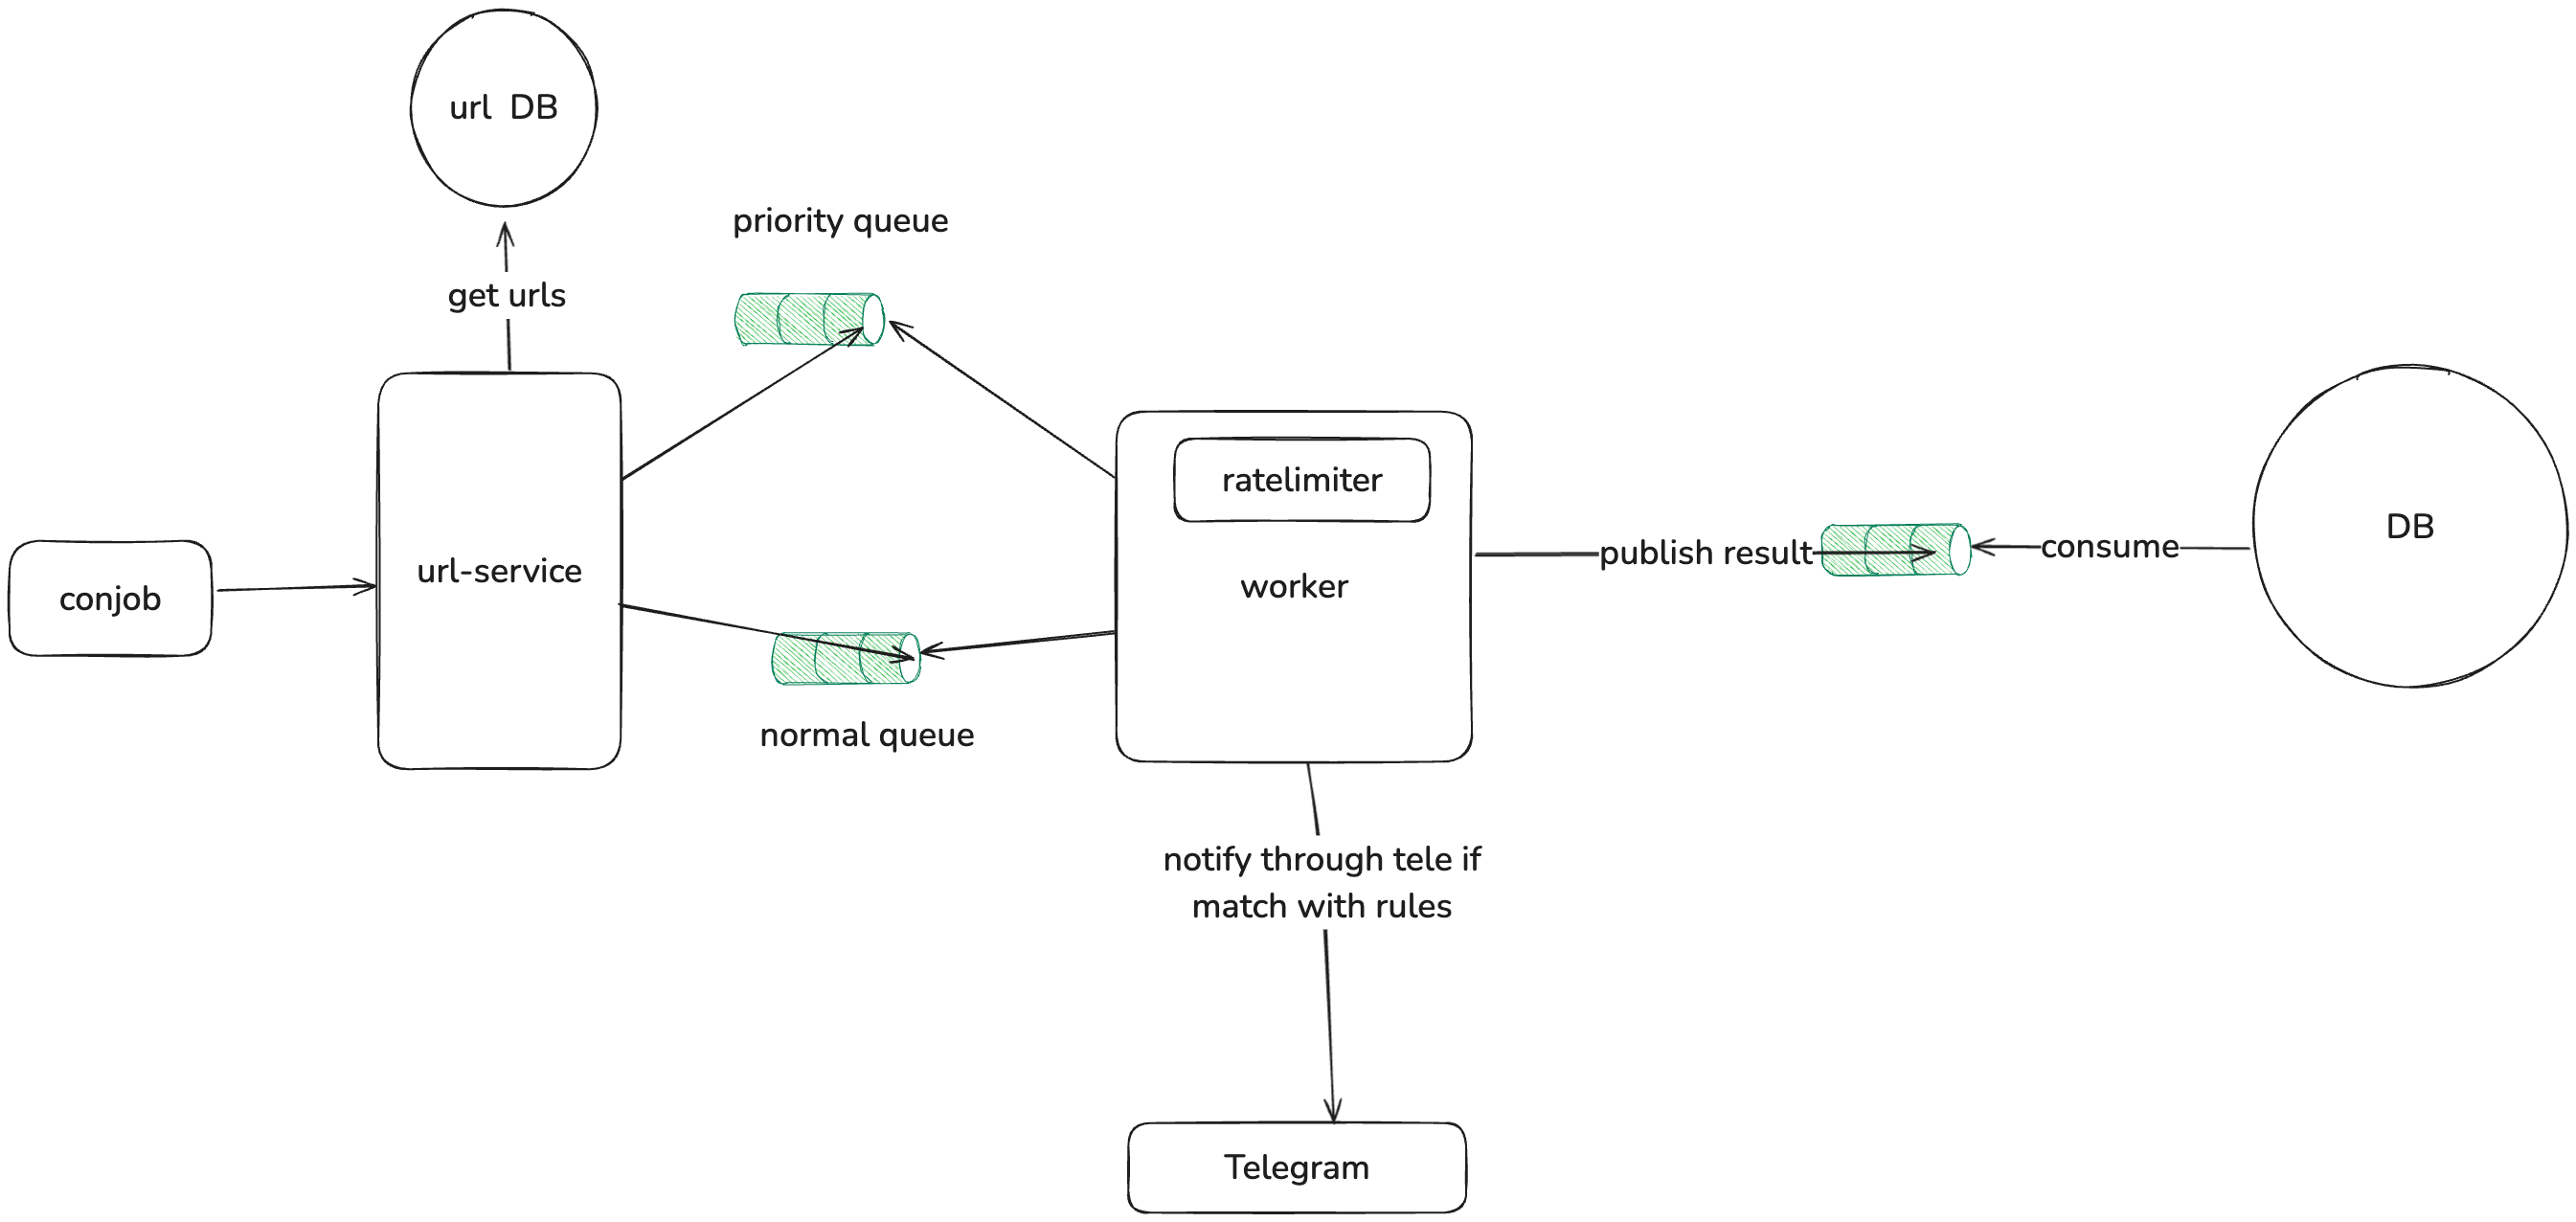 url DB
priority queue
get urls
ratelimiter
conjob
url-service
worker
publish result
consume
DB
normal queue
notify through tele if
match with rules
Telegram